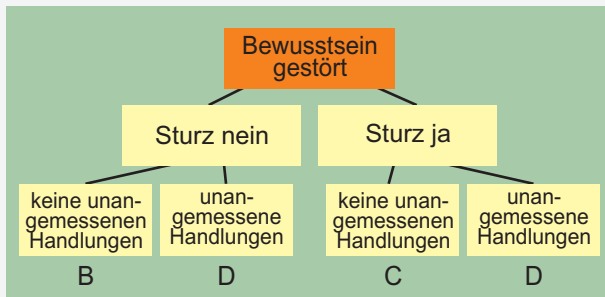 Bewusstsein
gestört
Sturz nein
Sturz ja
keine unan-
gemessenen
Handlungen
un-
gemessene
Handlungen
keine unan-
gemessenen
Handlungen
unan-
gemessene
Handlungen
B
D
C
D